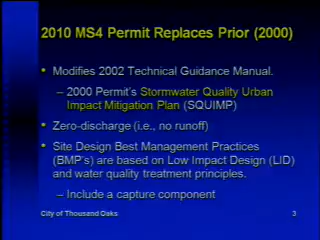 2010 MS4 Permit Replaces Prior (2000)
• Modifies 2002 Technical Guidance Manual.
– 2000 Permit's Stormwater Quality Urban
Impact Mitigation Plan (SQUIMP)
• Zero-discharge (i.e., no runoff)
• Site Design Best Management Practices
(BMP's) are based on Low Impact Design (LID)
and water quality treatment principles.
– Include a capture component
City of Thousand Oaks 3